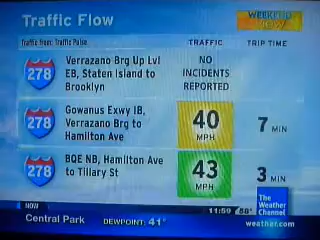 Traffic Flow
WEEKEND VIEW
Traffic from: Traffic Pulse
TRAFFIC
TRIP TIME
278
Verrazano Brg Up Lvl
EB, Staten Island to
Brooklyn
NO
INCIDENTS
REPORTED
278
Gowanus Exwy IB,
Verrazano Brg to
Hamilton Ave
40
MPH
7 MIN
278
BQE NB, Hamilton Ave
to Tillary St
43
MPH
3 MIN
NOW
11:59 88°
The
Weather
Channel
Central Park
DEWPOINT: 41°
weather.com